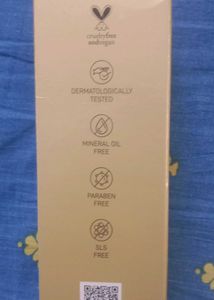 crueltyfree
andvegan
DERMATOLOGICALLY
TESTED
MINERAL OIL
FREE
PARABEN
FREE
SLS
FREE